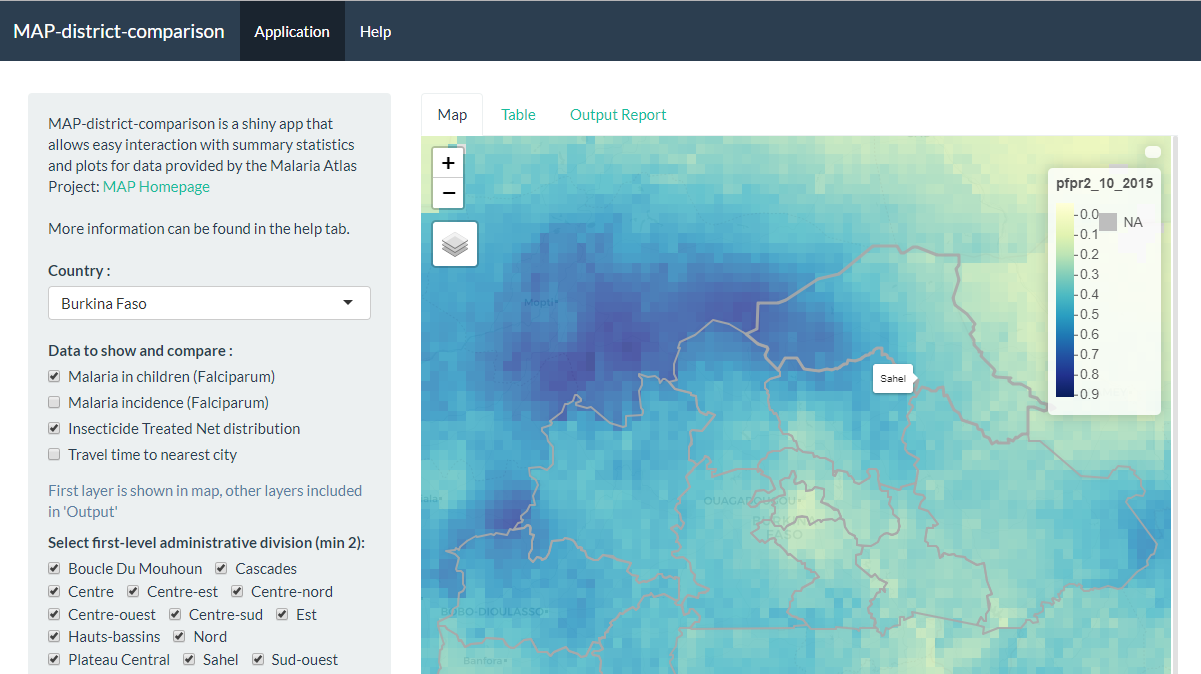 MAP-district-comparison Application Help
MAP-district-comparison is a shiny app that
allows easy interaction with summary statistics
and plots for data provided by the Malaria Atlas
Project: MAP Homepage
More information can be found in the help tab.
Country :
Burkina Faso
Data to show and compare :
Malaria in children (Falciparum)
Malaria incidence (Falciparum)
Insecticide Treated Net distribution
Travel time to nearest city
First layer is shown in map, other layers included
in 'Output'
Select first-level administrative division (min 2):
Boucle Du Mouhoun Cascades
Centre Centre-est Centre-nord
Centre-ouest Centre-sud Est
Hauts-bassins Nord
Plateau Central Sahel Sud-ouest
Map Table Output Report
+
−
pfpr2_10_2015
0.0
0.1
0.2
0.3
0.4
0.5
0.6
0.7
0.8
0.9
NA
Mopti
Sahel
OUAGADOUGOU
FASO
BOBO-DIOULASSO
Banfora